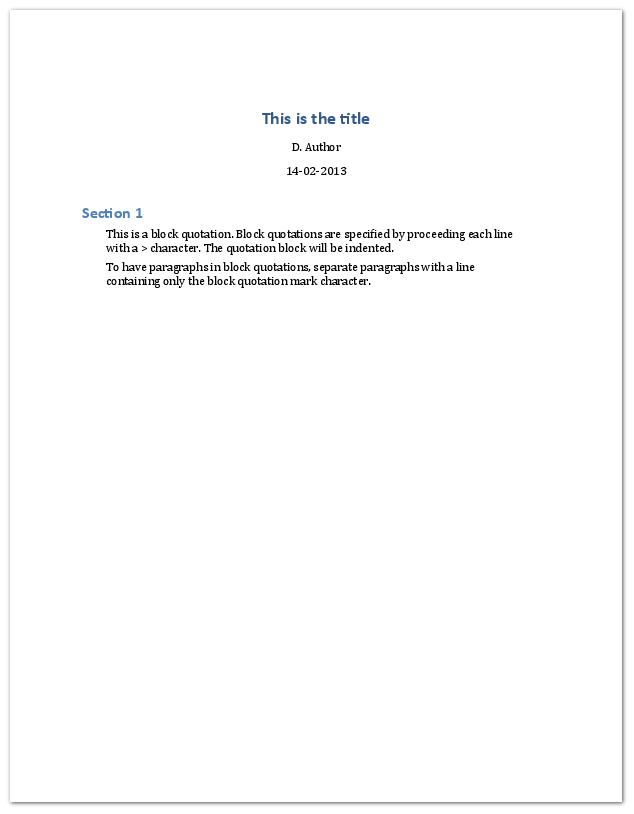 This is the title
D. Author
14-02-2013
Section 1
This is a block quotation. Block quotations are specified by proceeding each line
with a > character. The quotation block will be indented.
To have paragraphs in block quotations, separate paragraphs with a line
containing only the block quotation mark character.